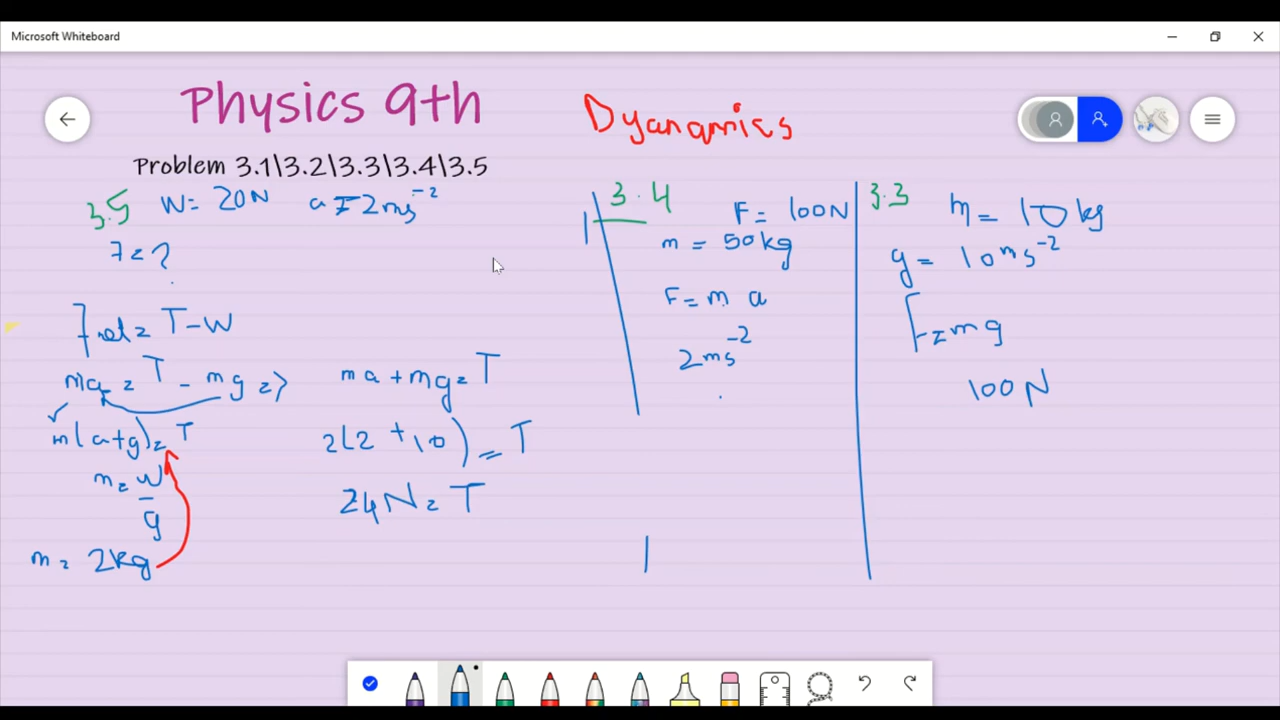 Microsoft Whiteboard
Physics 9th
Dyanamics
Problem 3.1\3.2\3.3\3.4\3.5
3.5 W= 20N a=2ms⁻²
F=?
Fnet= T-W
ma = T - mg =>
m(a+g)= T
m= W/g
m= 2kg
ma+mg= T
2(2+10) = T
24N= T
3.4
F= 100N
m = 50kg
F=m a
2ms⁻²
3.3 m= 10kg
g= 10ms⁻²
F=mg
100N